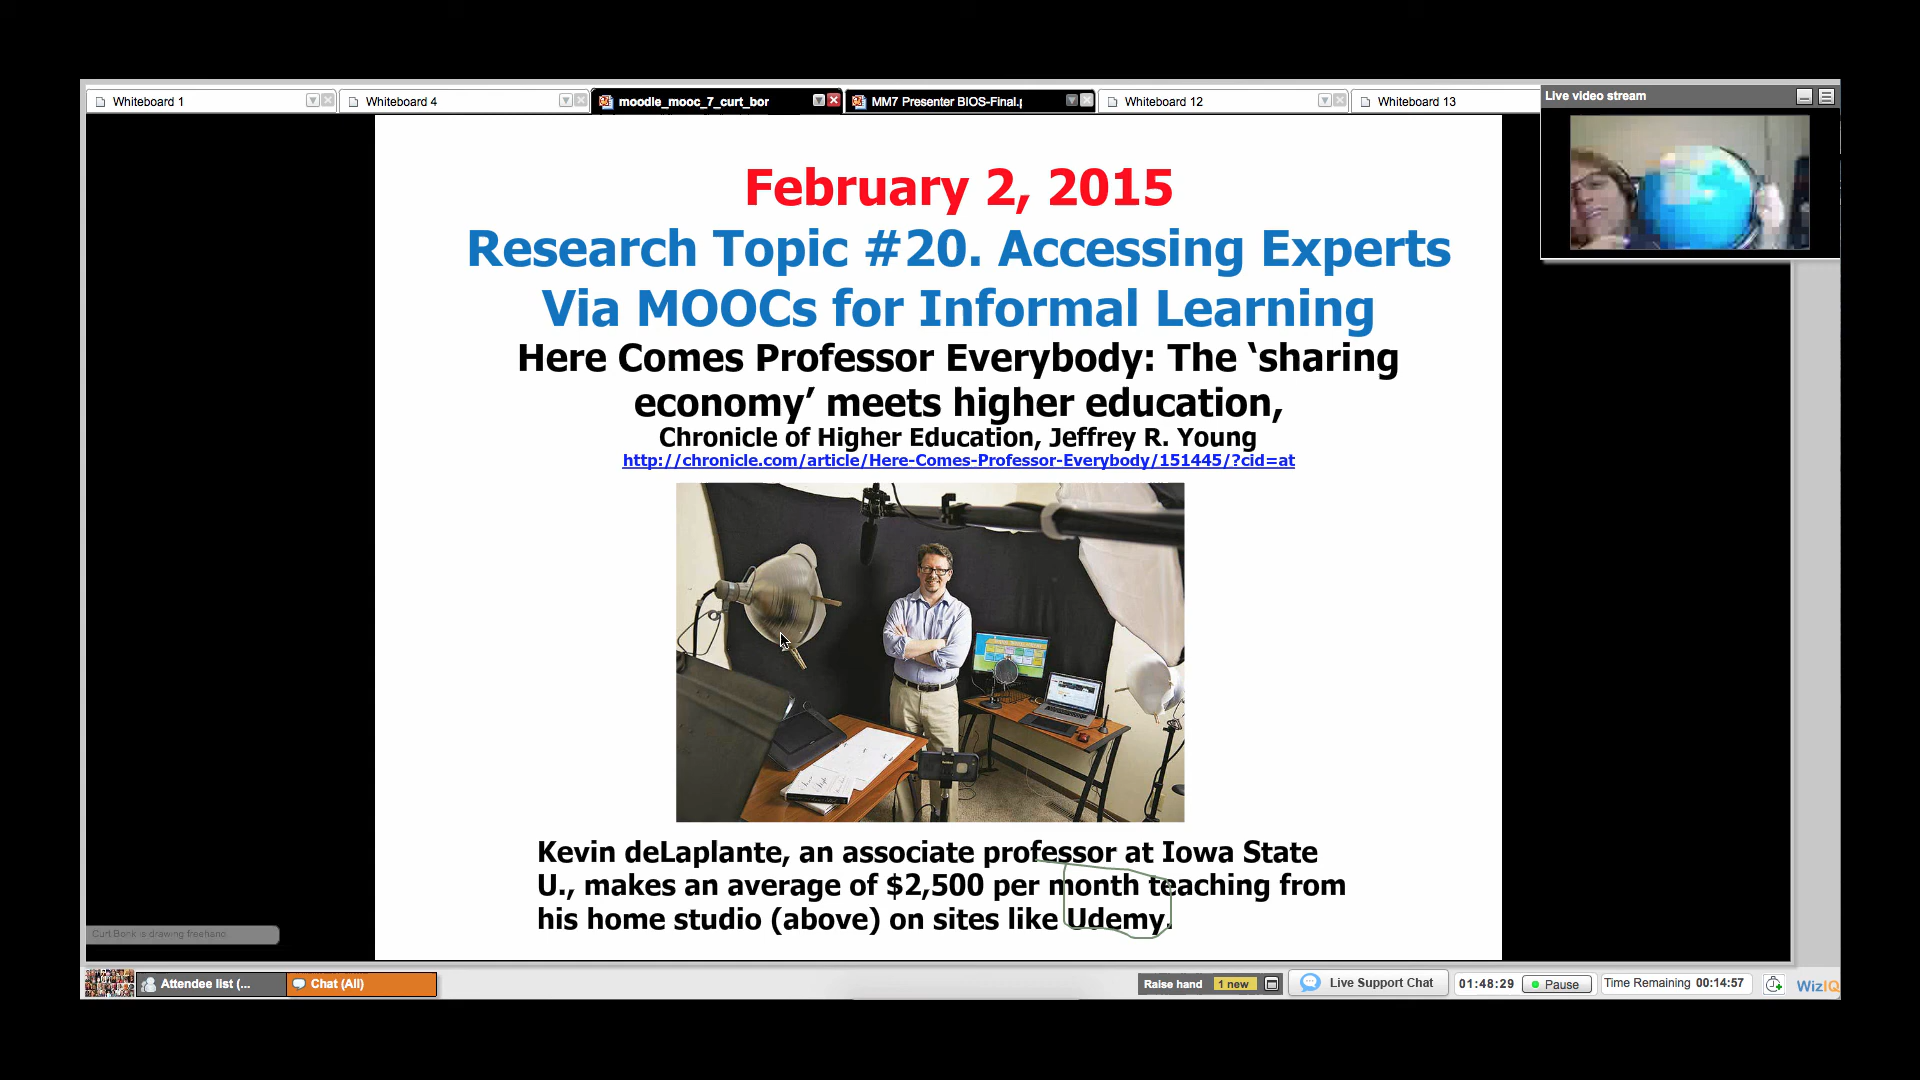 Whiteboard 1
Whiteboard 4
moodle_mooc_7_curt_bor
MM7 Presenter BIOS-Final.p
Whiteboard 12
Whiteboard 13
Live video stream
February 2, 2015
Research Topic #20. Accessing Experts
Via MOOCs for Informal Learning
Here Comes Professor Everybody: The ‘sharing
economy’ meets higher education,
Chronicle of Higher Education, Jeffrey R. Young
http://chronicle.com/article/Here-Comes-Professor-Everybody/151445/?cid=at
Kevin deLaplante, an associate professor at Iowa State
U., makes an average of $2,500 per month teaching from
his home studio (above) on sites like Udemy.
Curt Bonk is drawing freehand
Attendee list (...
Chat (All)
Raise hand
1 new
Live Support Chat
01:48:29
Pause
Time Remaining 00:14:57
WizIQ